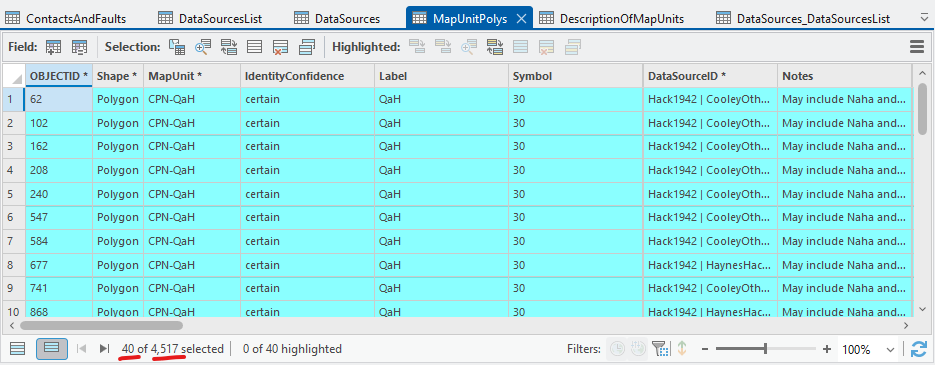 ContactsAndFaults DataSourcesList DataSources MapUnitPolys DescriptionOfMapUnits DataSources_DataSourcesList
Field: Selection: Highlighted:
OBJECTID * Shape * MapUnit * IdentityConfidence Label Symbol DataSourceID * Notes
1 62 Polygon CPN-QaH certain QaH 30 Hack1942 | CooleyOth... May include Naha and...
2 102 Polygon CPN-QaH certain QaH 30 Hack1942 | CooleyOth... May include Naha and...
3 162 Polygon CPN-QaH certain QaH 30 Hack1942 | CooleyOth... May include Naha and...
4 208 Polygon CPN-QaH certain QaH 30 Hack1942 | CooleyOth... May include Naha and...
5 240 Polygon CPN-QaH certain QaH 30 Hack1942 | CooleyOth... May include Naha and...
6 547 Polygon CPN-QaH certain QaH 30 Hack1942 | CooleyOth... May include Naha and...
7 584 Polygon CPN-QaH certain QaH 30 Hack1942 | CooleyOth... May include Naha and...
8 677 Polygon CPN-QaH certain QaH 30 Hack1942 | HaynesHac... May include Naha and...
9 741 Polygon CPN-QaH certain QaH 30 Hack1942 | CooleyOth... May include Naha and...
10 868 Polygon CPN-QaH certain QaH 30 Hack1942 | HaynesHac... May include Naha and...
40 of 4,517 selected 0 of 40 highlighted Filters: 100%